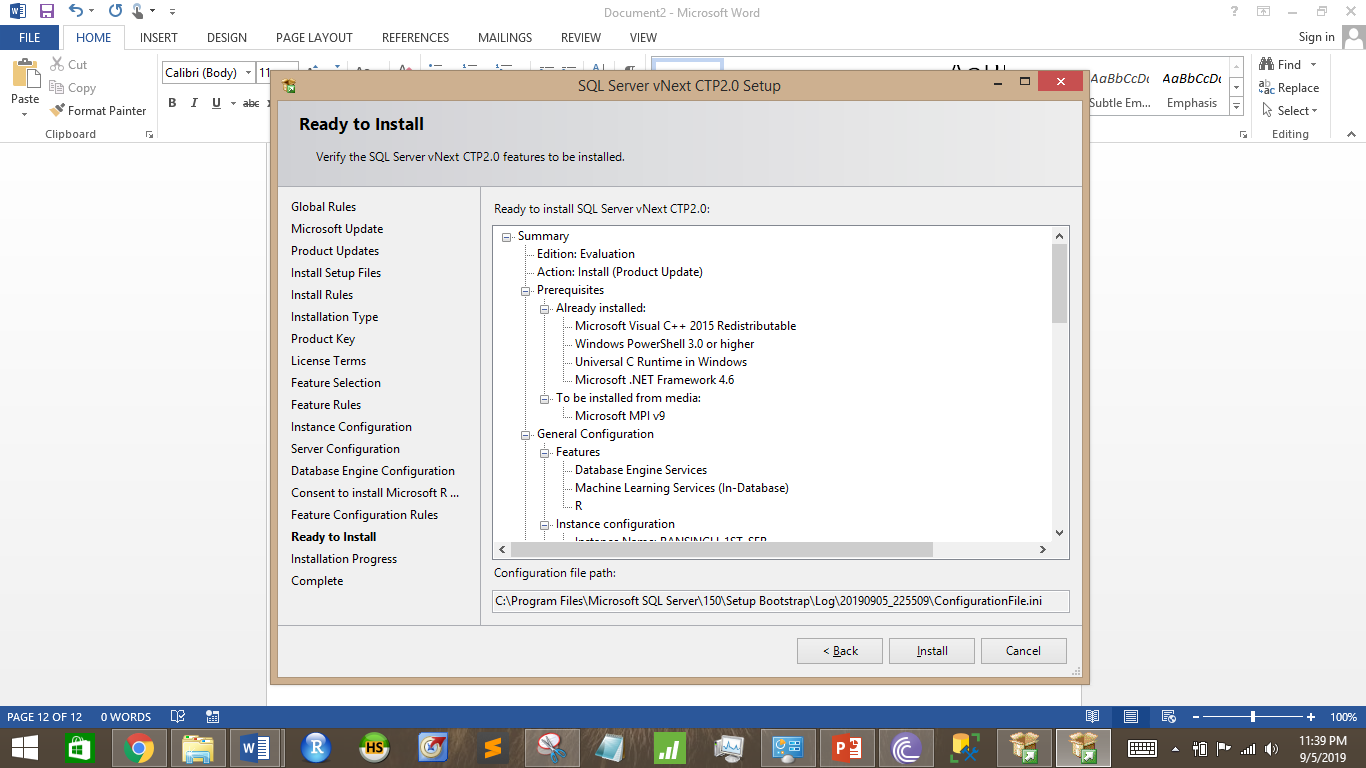 Document2 - Microsoft Word
FILE HOME INSERT DESIGN PAGE LAYOUT REFERENCES MAILINGS REVIEW VIEW Sign in
Paste
Cut
Copy
Format Painter
Clipboard
Calibri (Body) 11
B I U abc
AaBbCcDc AaBbCcDc
Subtle Em... Emphasis
Find
Replace
Select
Editing
SQL Server vNext CTP2.0 Setup
Ready to Install
Verify the SQL Server vNext CTP2.0 features to be installed.
Global Rules
Microsoft Update
Product Updates
Install Setup Files
Install Rules
Installation Type
Product Key
License Terms
Feature Selection
Feature Rules
Instance Configuration
Server Configuration
Database Engine Configuration
Consent to install Microsoft R ...
Feature Configuration Rules
Ready to Install
Installation Progress
Complete
Ready to install SQL Server vNext CTP2.0:
Summary
Edition: Evaluation
Action: Install (Product Update)
Prerequisites
Already installed:
Microsoft Visual C++ 2015 Redistributable
Windows PowerShell 3.0 or higher
Universal C Runtime in Windows
Microsoft .NET Framework 4.6
To be installed from media:
Microsoft MPI v9
General Configuration
Features
Database Engine Services
Machine Learning Services (In-Database)
R
Instance configuration
Instance Name:
Configuration file path:
C:\Program Files\Microsoft SQL Server\150\Setup Bootstrap\Log\20190905_225509\ConfigurationFile.ini
< Back Install Cancel
PAGE 12 OF 12 0 WORDS 100%
11:39 PM
9/5/2019